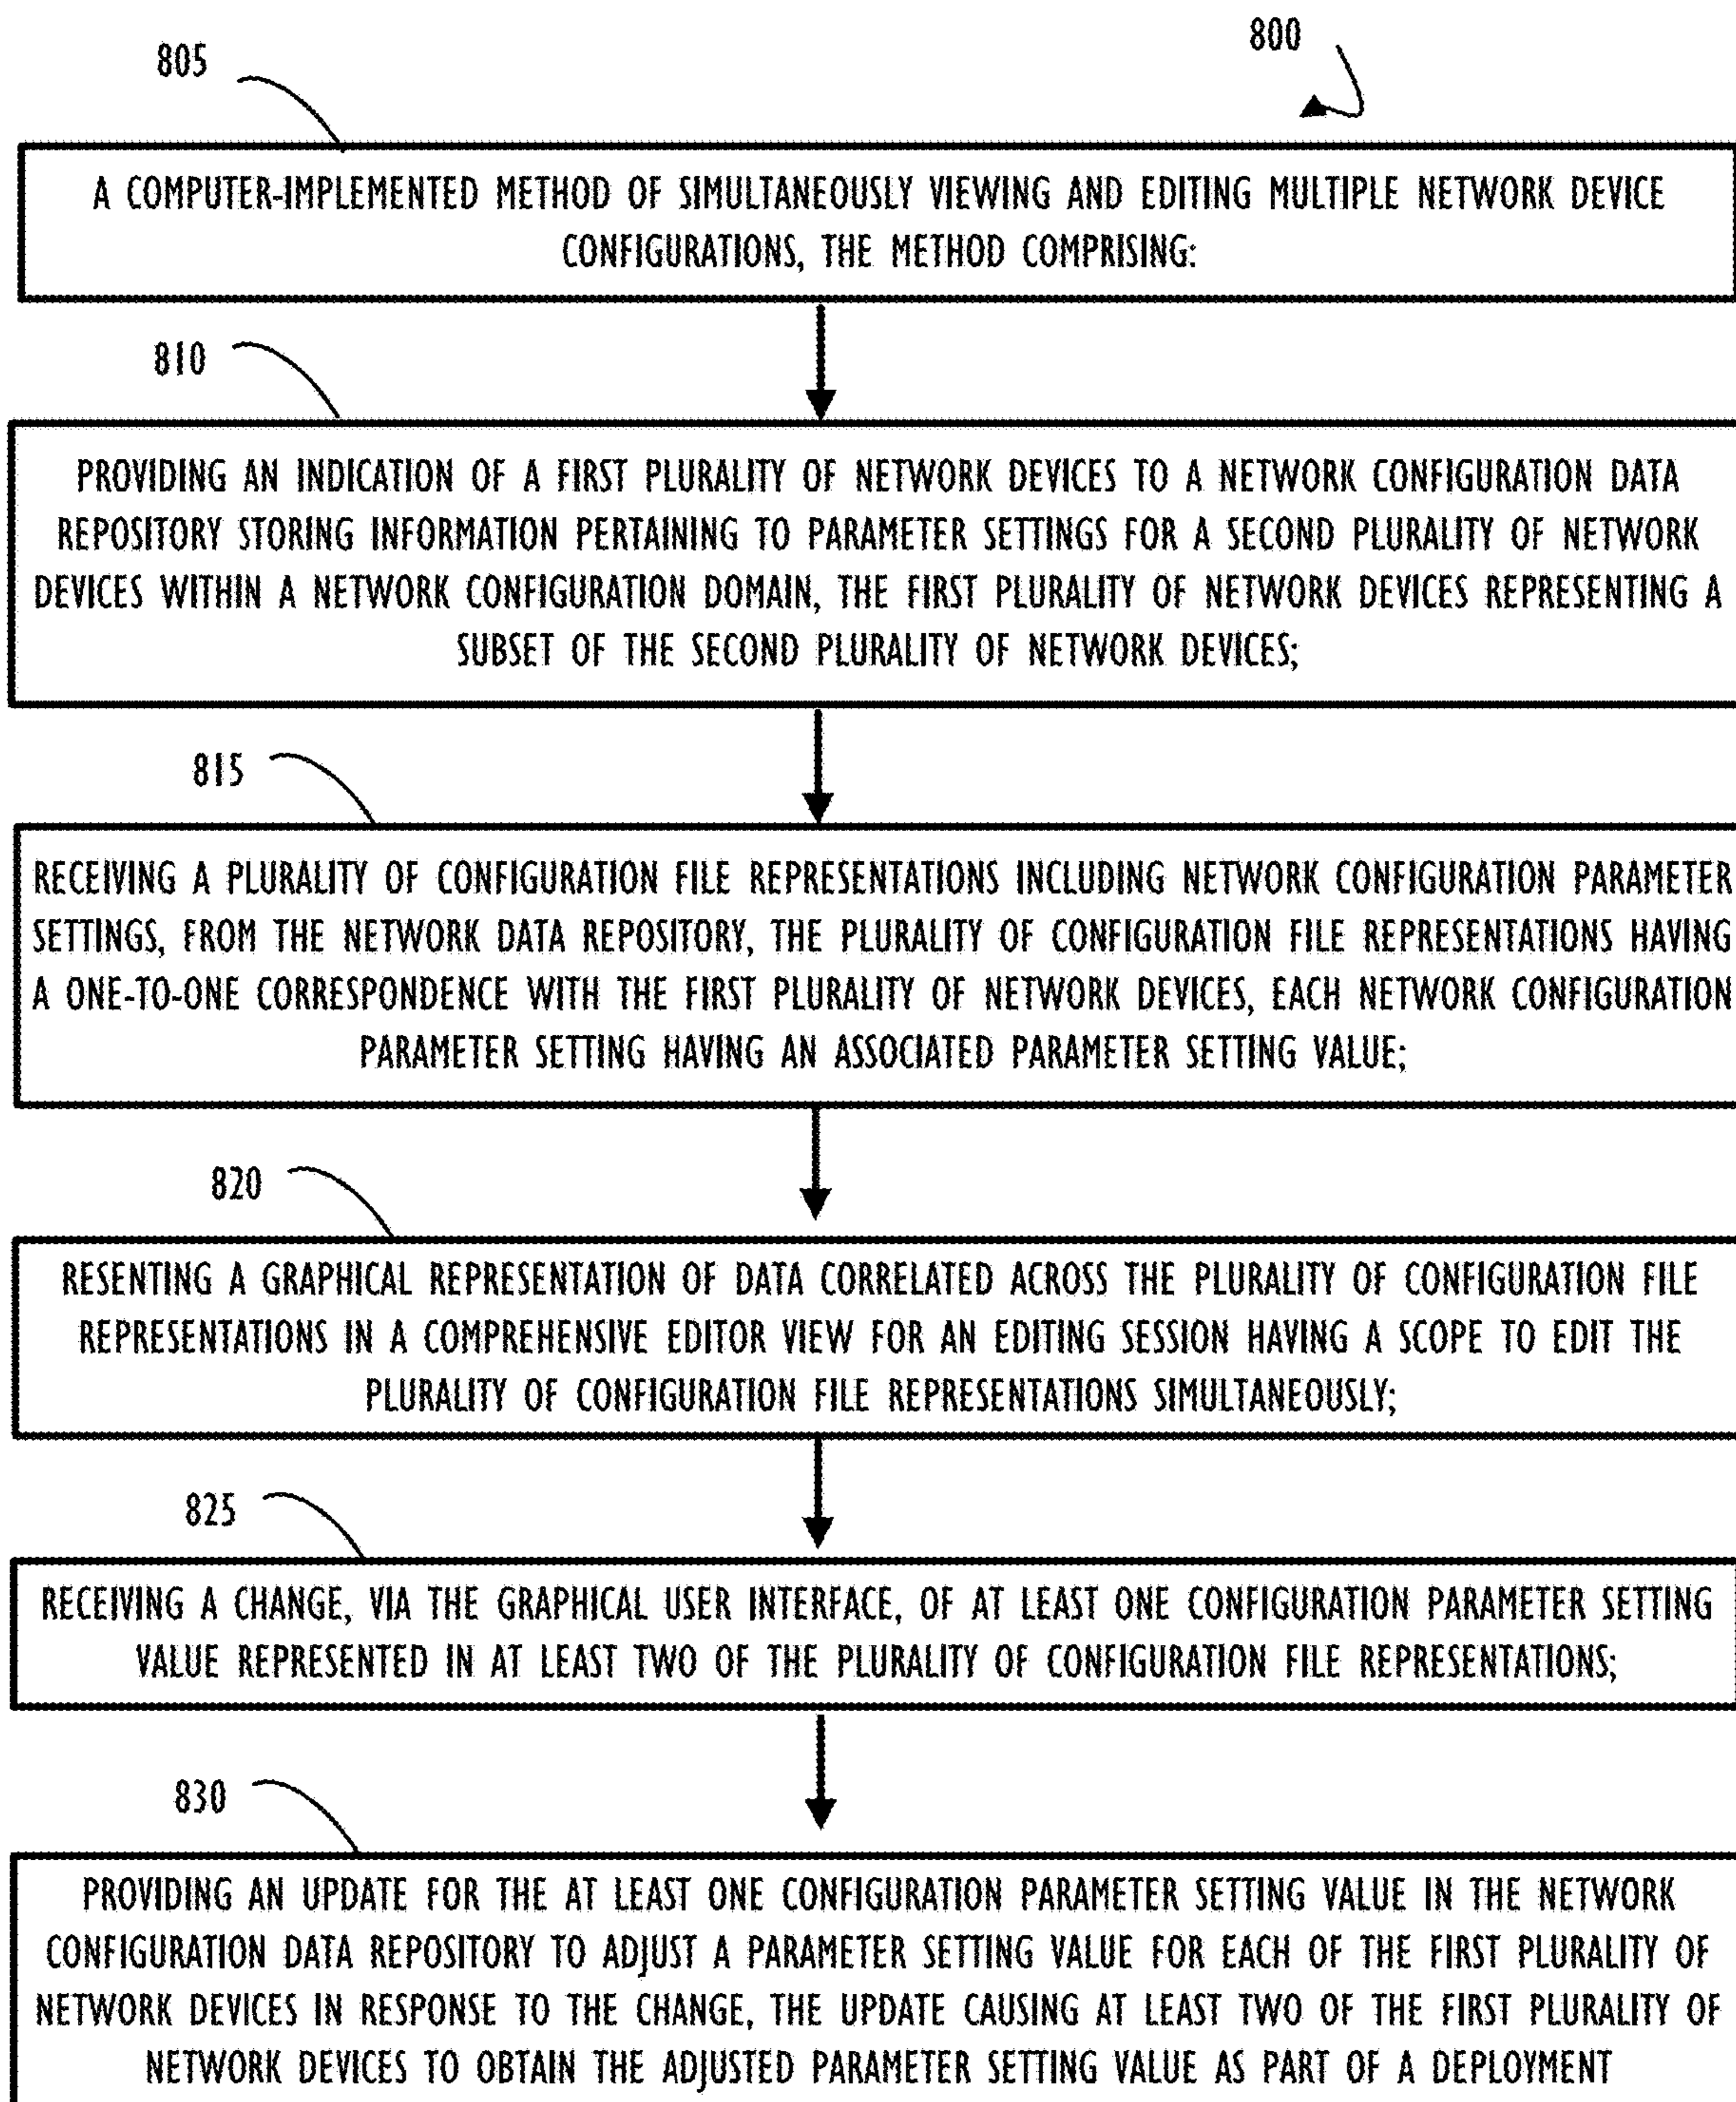 800
805
A COMPUTER-IMPLEMENTED METHOD OF SIMULTANEOUSLY VIEWING AND EDITING MULTIPLE NETWORK DEVICE
CONFIGURATIONS, THE METHOD COMPRISING:
810
PROVIDING AN INDICATION OF A FIRST PLURALITY OF NETWORK DEVICES TO A NETWORK CONFIGURATION DATA
REPOSITORY STORING INFORMATION PERTAINING TO PARAMETER SETTINGS FOR A SECOND PLURALITY OF NETWORK
DEVICES WITHIN A NETWORK CONFIGURATION DOMAIN, THE FIRST PLURALITY OF NETWORK DEVICES REPRESENTING A
SUBSET OF THE SECOND PLURALITY OF NETWORK DEVICES;
815
RECEIVING A PLURALITY OF CONFIGURATION FILE REPRESENTATIONS INCLUDING NETWORK CONFIGURATION PARAMETER
SETTINGS, FROM THE NETWORK DATA REPOSITORY, THE PLURALITY OF CONFIGURATION FILE REPRESENTATIONS HAVING
A ONE-TO-ONE CORRESPONDENCE WITH THE FIRST PLURALITY OF NETWORK DEVICES, EACH NETWORK CONFIGURATION
PARAMETER SETTING HAVING AN ASSOCIATED PARAMETER SETTING VALUE;
820
RESENTING A GRAPHICAL REPRESENTATION OF DATA CORRELATED ACROSS THE PLURALITY OF CONFIGURATION FILE
REPRESENTATIONS IN A COMPREHENSIVE EDITOR VIEW FOR AN EDITING SESSION HAVING A SCOPE TO EDIT THE
PLURALITY OF CONFIGURATION FILE REPRESENTATIONS SIMULTANEOUSLY;
825
RECEIVING A CHANGE, VIA THE GRAPHICAL USER INTERFACE, OF AT LEAST ONE CONFIGURATION PARAMETER SETTING
VALUE REPRESENTED IN AT LEAST TWO OF THE PLURALITY OF CONFIGURATION FILE REPRESENTATIONS;
830
PROVIDING AN UPDATE FOR THE AT LEAST ONE CONFIGURATION PARAMETER SETTING VALUE IN THE NETWORK
CONFIGURATION DATA REPOSITORY TO ADJUST A PARAMETER SETTING VALUE FOR EACH OF THE FIRST PLURALITY OF
NETWORK DEVICES IN RESPONSE TO THE CHANGE, THE UPDATE CAUSING AT LEAST TWO OF THE FIRST PLURALITY OF
NETWORK DEVICES TO OBTAIN THE ADJUSTED PARAMETER SETTING VALUE AS PART OF A DEPLOYMENT